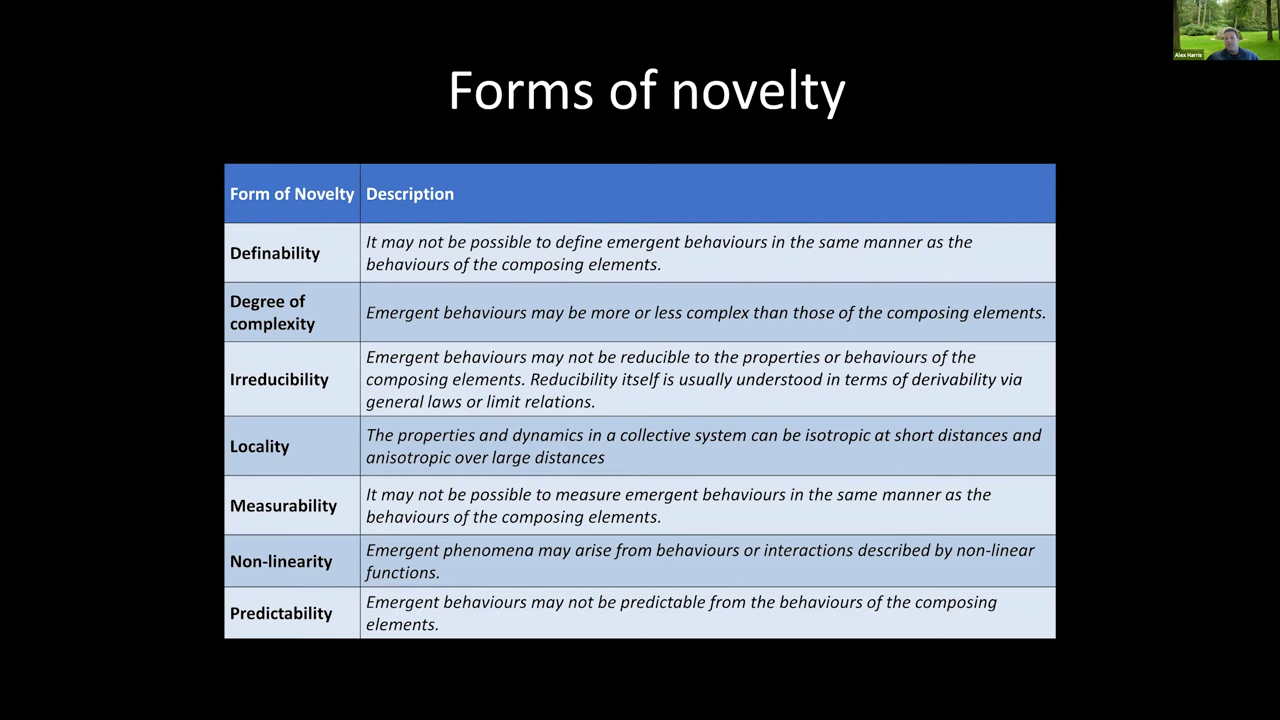 Alex Harris
Forms of novelty
Form of Novelty Description
Definability
It may not be possible to define emergent behaviours in the same manner as the
behaviours of the composing elements.
Degree of
complexity
Emergent behaviours may be more or less complex than those of the composing elements.
Irreducibility
Emergent behaviours may not be reducible to the properties or behaviours of the
composing elements. Reducibility itself is usually understood in terms of derivability via
general laws or limit relations.
Locality
The properties and dynamics in a collective system can be isotropic at short distances and
anisotropic over large distances
Measurability
It may not be possible to measure emergent behaviours in the same manner as the
behaviours of the composing elements.
Non-linearity
Emergent phenomena may arise from behaviours or interactions described by non-linear
functions.
Predictability
Emergent behaviours may not be predictable from the behaviours of the composing
elements.